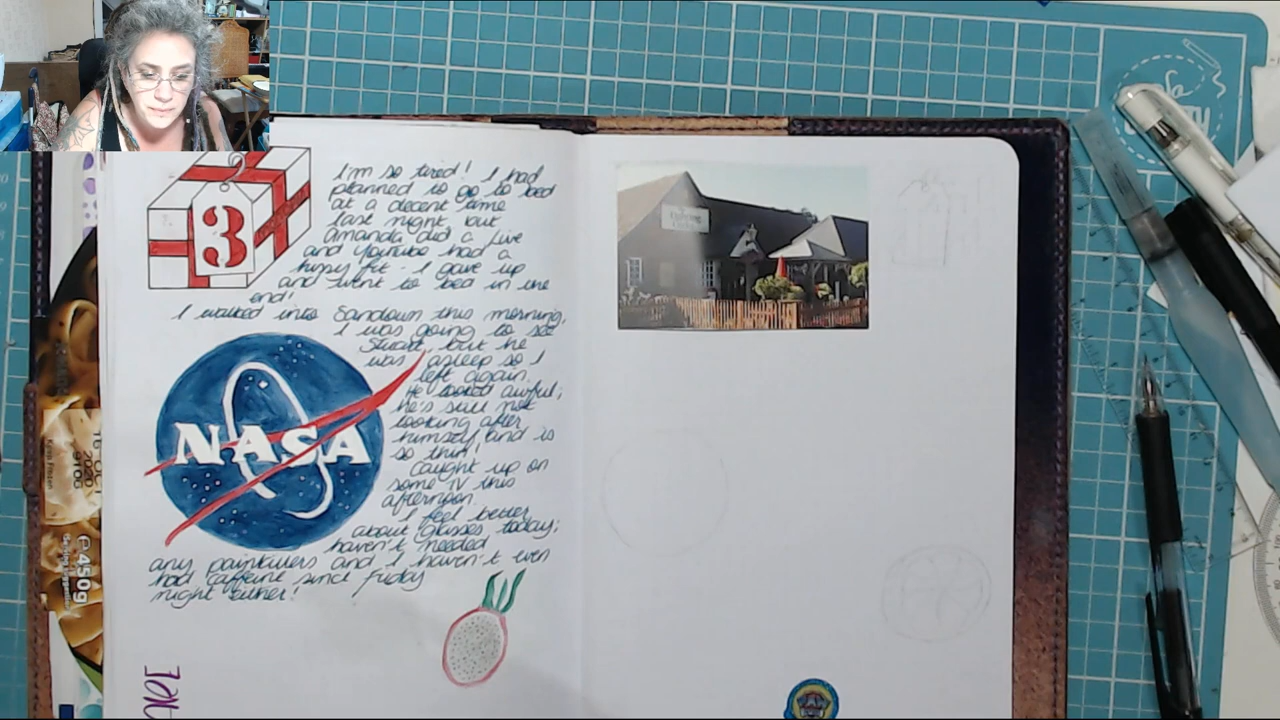 3
I'm so tired! I had
planned to go to bed
at a decent time
last night but
Amanda did a live
and Youtube had a
hissy fit - I gave up
and went to bed in the
end!
I walked into Sandown this morning,
I was going to see
Stuart but he
was asleep so I
left again.
He looked awful;
he's still not
looking after
himself and is
so thin!
Caught up on
some TV this
afternoon.
I feel better
about glasses today;
haven't needed
any painkillers and I haven't even
had caffeine since friday
night either!
NASA
16 OCT
2020
Keep Frozen
℮450g